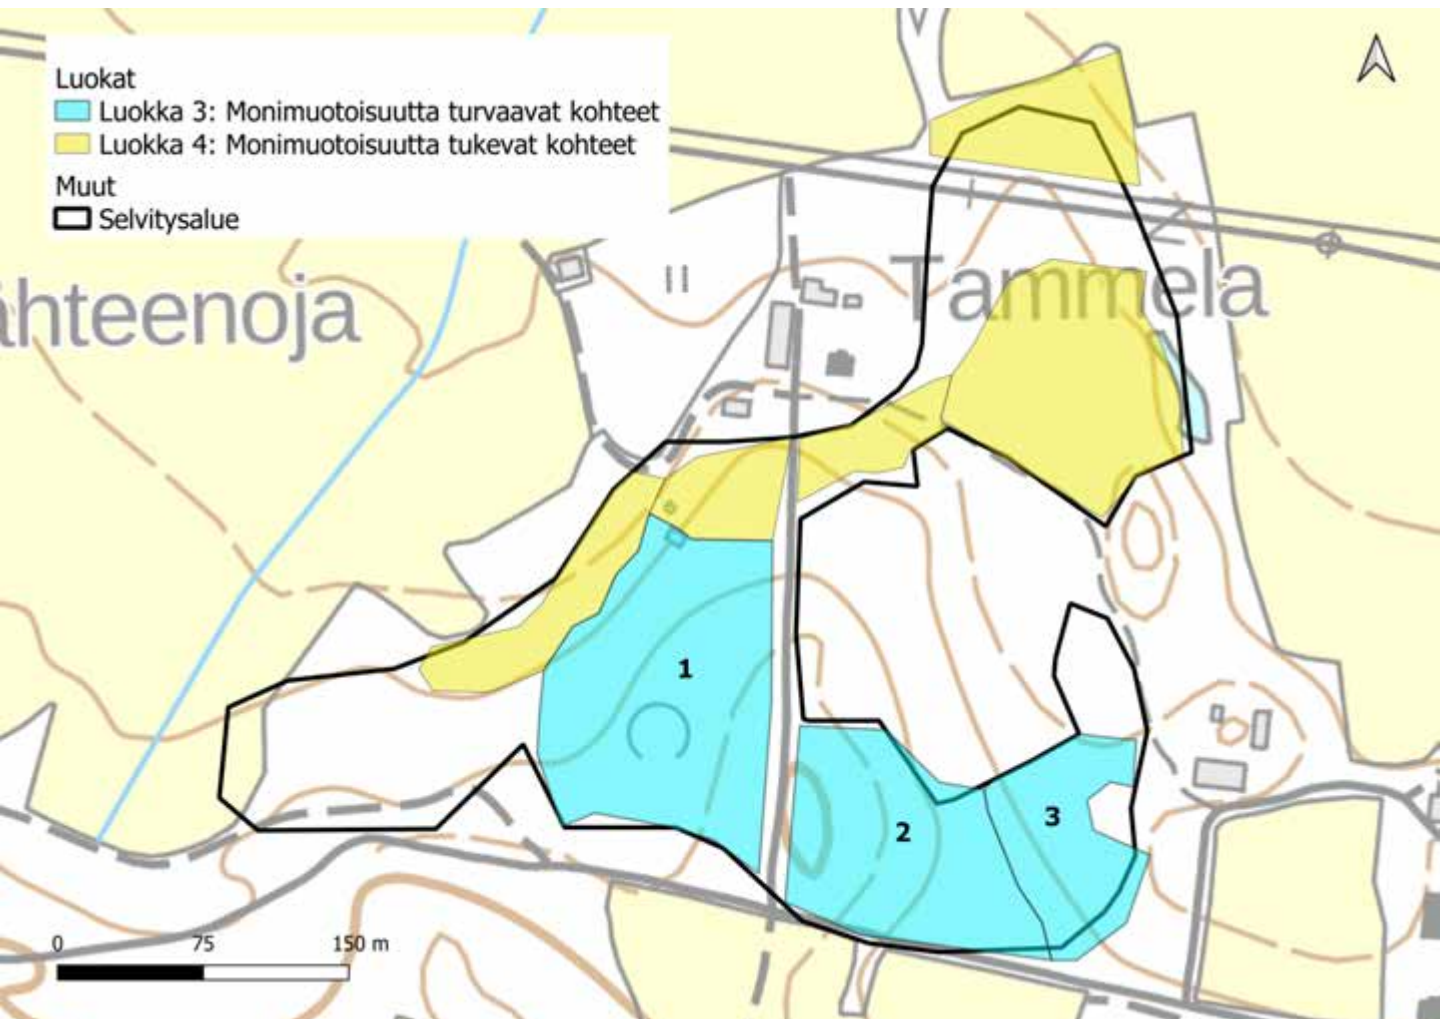 Luokat
Luokka 3: Monimuotoisuutta turvaavat kohteet
Luokka 4: Monimuotoisuutta tukevat kohteet
Muut
Selvitysalue
ähteenoja
Tammela
1
2
3
0 75 150 m